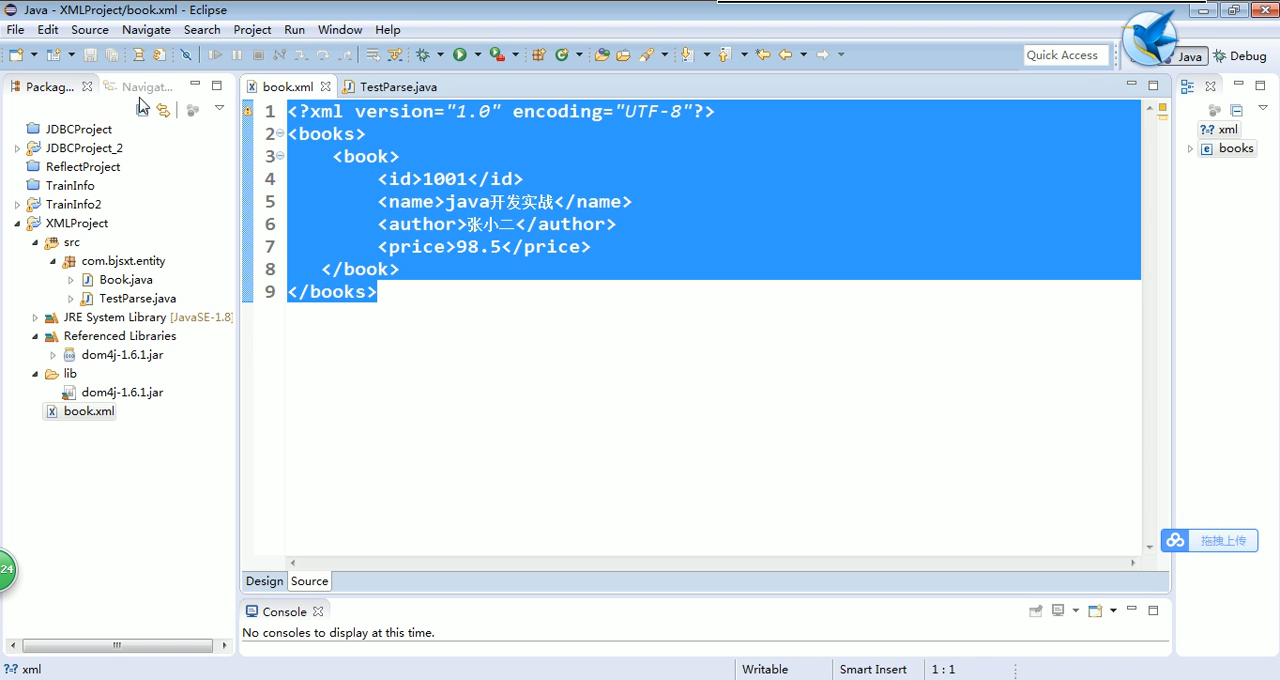 Java - XMLProject/book.xml - Eclipse
File Edit Source Navigate Search Project Run Window Help
Quick Access
Java
Debug
Packag...
Navigat...
JDBCProject
JDBCProject_2
ReflectProject
TrainInfo
TrainInfo2
XMLProject
src
com.bjsxt.entity
Book.java
TestParse.java
JRE System Library [JavaSE-1.8]
Referenced Libraries
dom4j-1.6.1.jar
lib
dom4j-1.6.1.jar
book.xml
24
book.xml
TestParse.java
1 <?xml version="1.0" encoding="UTF-8"?>
2 <books>
3 <book>
4 <id>1001</id>
5 <name>java开发实战</name>
6 <author>张小二</author>
7 <price>98.5</price>
8 </book>
9 </books>
Design Source
Console
No consoles to display at this time.
?=? xml
books
拖拽上传
?=? xml
Writable
Smart Insert
1 : 1